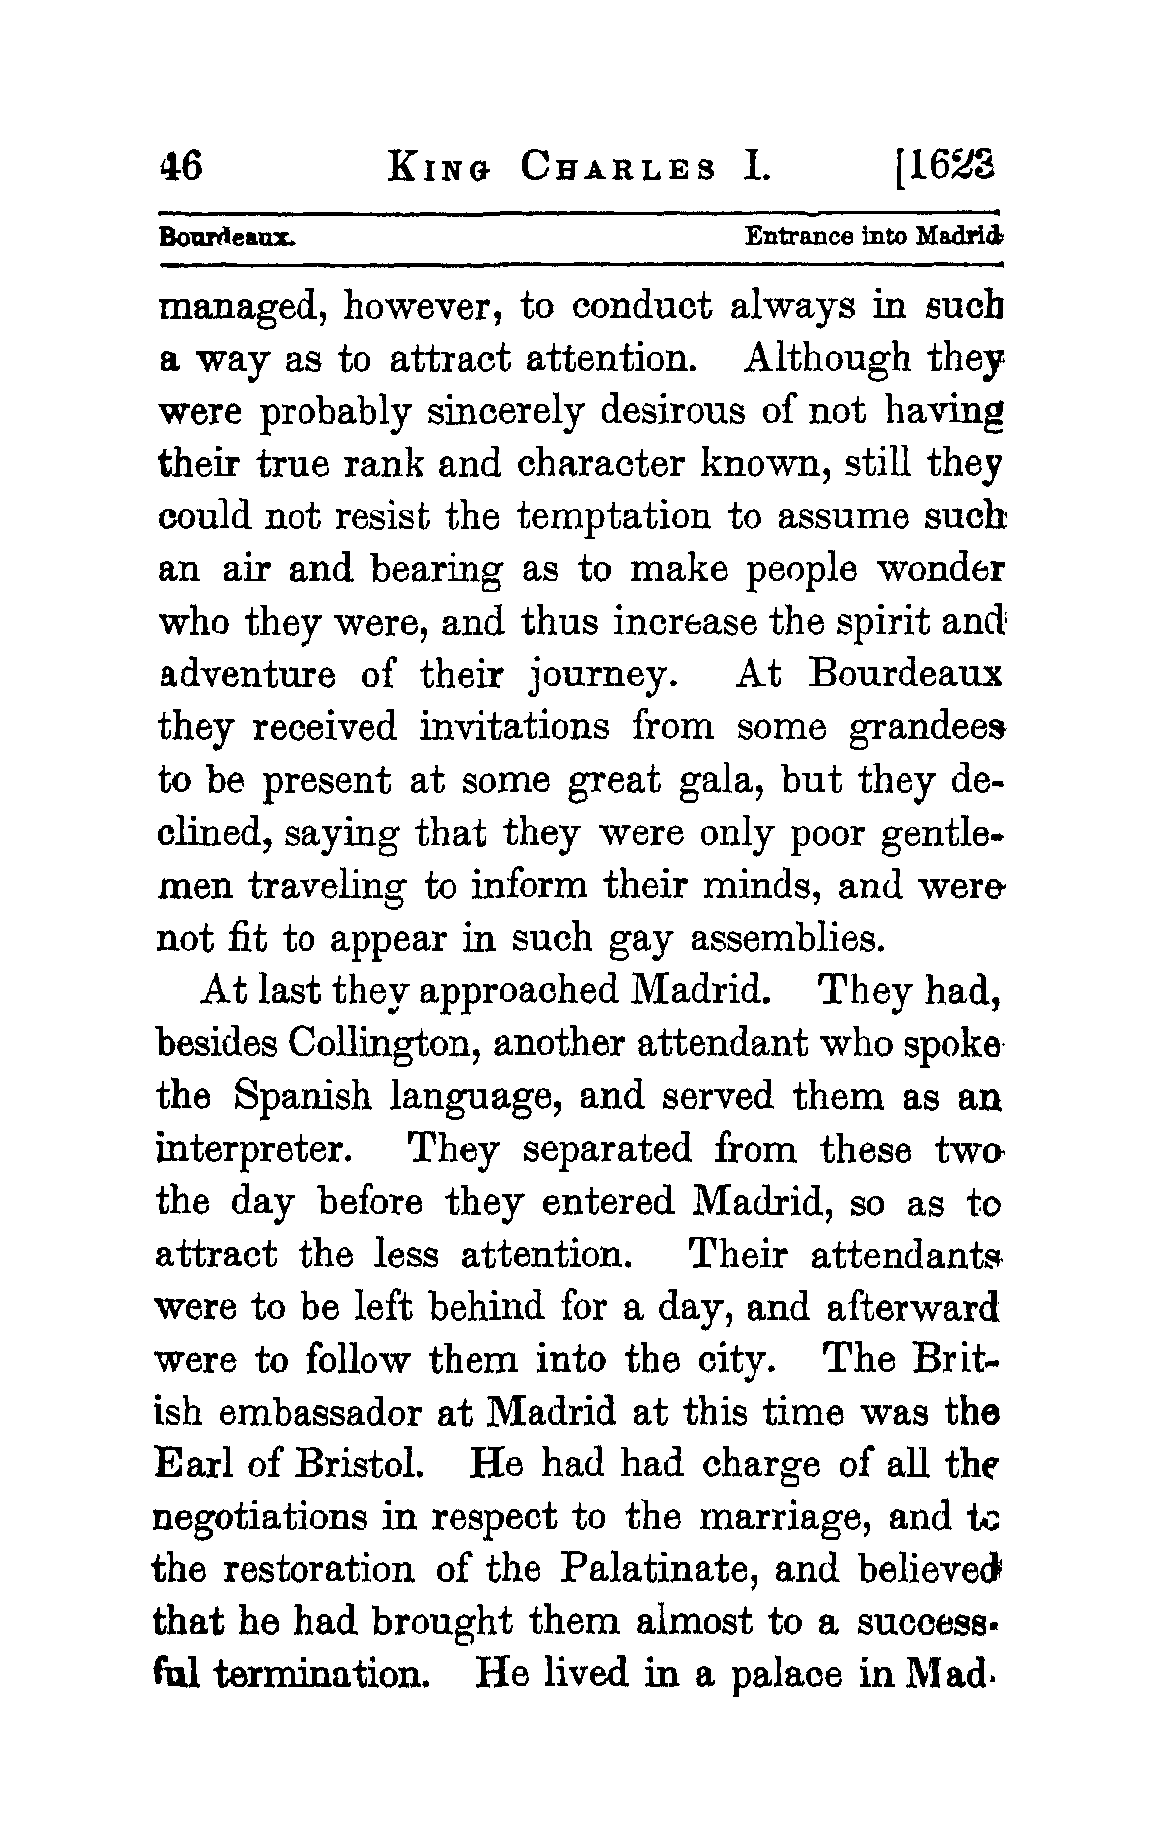 46 King Charles I. [1623
Bourdeaux. Entrance into Madrid.
managed, however, to conduct always in such
a way as to attract attention. Although they
were probably sincerely desirous of not having
their true rank and character known, still they
could not resist the temptation to assume such
an air and bearing as to make people wonder
who they were, and thus increase the spirit and
adventure of their journey. At Bourdeaux
they received invitations from some grandees
to be present at some great gala, but they de-
clined, saying that they were only poor gentle-
men traveling to inform their minds, and were
not fit to appear in such gay assemblies.
At last they approached Madrid. They had,
besides Collington, another attendant who spoke
the Spanish language, and served them as an
interpreter. They separated from these two
the day before they entered Madrid, so as to
attract the less attention. Their attendants
were to be left behind for a day, and afterward
were to follow them into the city. The Brit-
ish embassador at Madrid at this time was the
Earl of Bristol. He had had charge of all the
negotiations in respect to the marriage, and to
the restoration of the Palatinate, and believed
that he had brought them almost to a success-
ful termination. He lived in a palace in Mad-